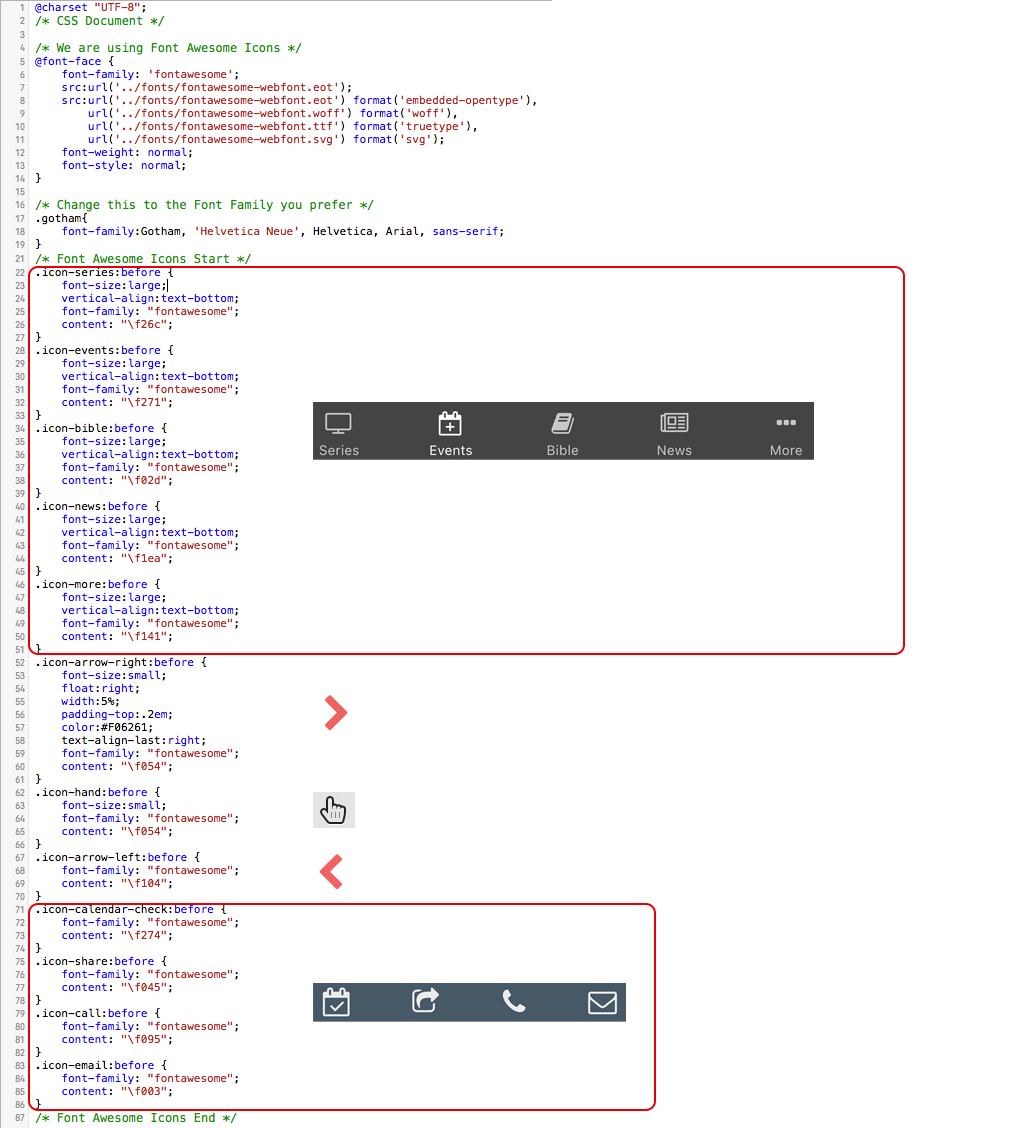 1 @charset "UTF-8";
2 /* CSS Document */
3
4 /* We are using Font Awesome Icons */
5 @font-face {
6     font-family: 'fontawesome';
7     src:url('../fonts/fontawesome-webfont.eot');
8     src:url('../fonts/fontawesome-webfont.eot') format('embedded-opentype'),
9         url('../fonts/fontawesome-webfont.woff') format('woff'),
10         url('../fonts/fontawesome-webfont.ttf') format('truetype'),
11         url('../fonts/fontawesome-webfont.svg') format('svg');
12     font-weight: normal;
13     font-style: normal;
14 }
15
16 /* Change this to the Font Family you prefer */
17 .gotham{
18     font-family:Gotham, 'Helvetica Neue', Helvetica, Arial, sans-serif;
19 }
21 /* Font Awesome Icons Start */
22 .icon-series:before {
23     font-size:large;
24     vertical-align:text-bottom;
25     font-family: "fontawesome";
26     content: "\f26c";
27 }
28 .icon-events:before {
29     font-size:large;
30     vertical-align:text-bottom;
31     font-family: "fontawesome";
32     content: "\f271";
33 }
34 .icon-bible:before {
35     font-size:large;
36     vertical-align:text-bottom;
37     font-family: "fontawesome";
38     content: "\f02d";
39 }
40 .icon-news:before {
41     font-size:large;
42     vertical-align:text-bottom;
43     font-family: "fontawesome";
44     content: "\f1ea";
45 }
46 .icon-more:before {
47     font-size:large;
48     vertical-align:text-bottom;
49     font-family: "fontawesome";
50     content: "\f141";
51 }
52 .icon-arrow-right:before {
53     font-size:small;
54     float:right;
55     width:5%;
56     padding-top:.2em;
57     color:#F06261;
58     text-align-last:right;
59     font-family: "fontawesome";
60     content: "\f054";
61 }
62 .icon-hand:before {
63     font-size:small;
64     font-family: "fontawesome";
65     content: "\f054";
66 }
67 .icon-arrow-left:before {
68     font-family: "fontawesome";
69     content: "\f104";
70 }
71 .icon-calendar-check:before {
72     font-family: "fontawesome";
73     content: "\f274";
74 }
75 .icon-share:before {
76     font-family: "fontawesome";
77     content: "\f045";
78 }
79 .icon-call:before {
80     font-family: "fontawesome";
81     content: "\f095";
82 }
83 .icon-email:before {
84     font-family: "fontawesome";
85     content: "\f003";
86 }
87 /* Font Awesome Icons End */
Series Events Bible News More